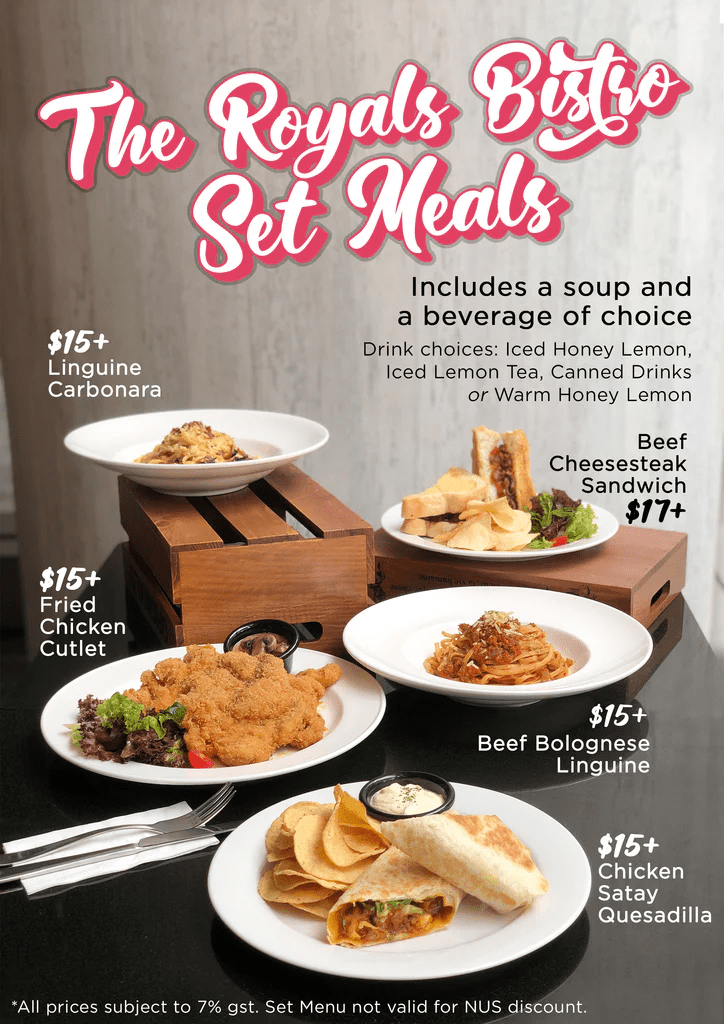 The Royals Bistro
Set Meals
Includes a soup and
a beverage of choice
Drink choices: Iced Honey Lemon,
Iced Lemon Tea, Canned Drinks
or Warm Honey Lemon
$15+
Linguine
Carbonara
Beef
Cheesesteak
Sandwich
$17+
$15+
Fried
Chicken
Cutlet
$15+
Beef Bolognese
Linguine
$15+
Chicken
Satay
Quesadilla
*All prices subject to 7% gst. Set Menu not valid for NUS discount.